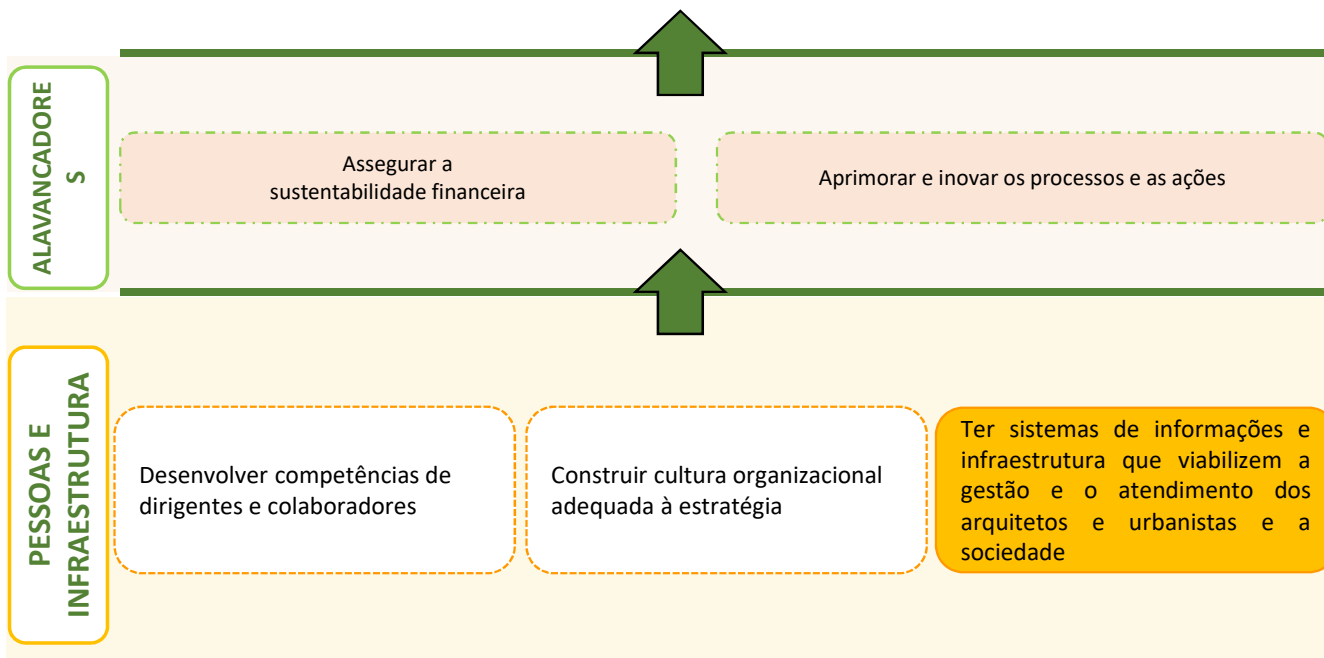 ALAVANCADORE
S
Assegurar a
sustentabilidade financeira
Aprimorar e inovar os processos e as ações
PESSOAS E
INFRAESTRUTURA
Desenvolver competências de
dirigentes e colaboradores
Construir cultura organizacional
adequada à estratégia
Ter sistemas de informações e
infraestrutura que viabilizem a
gestão e o atendimento dos
arquitetos e urbanistas e a
sociedade